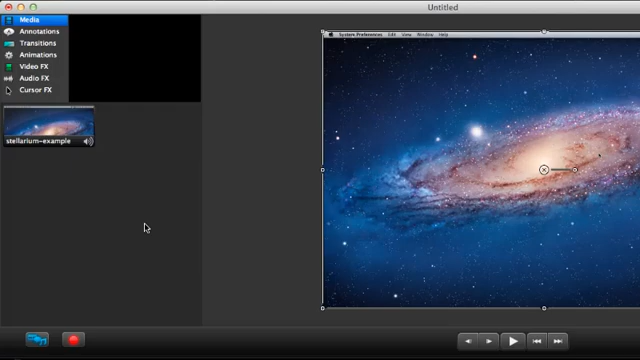 Untitled
Media
Annotations
Transitions
Animations
Video FX
Audio FX
Cursor FX
stellarium-example
System Preferences Edit View Window Help